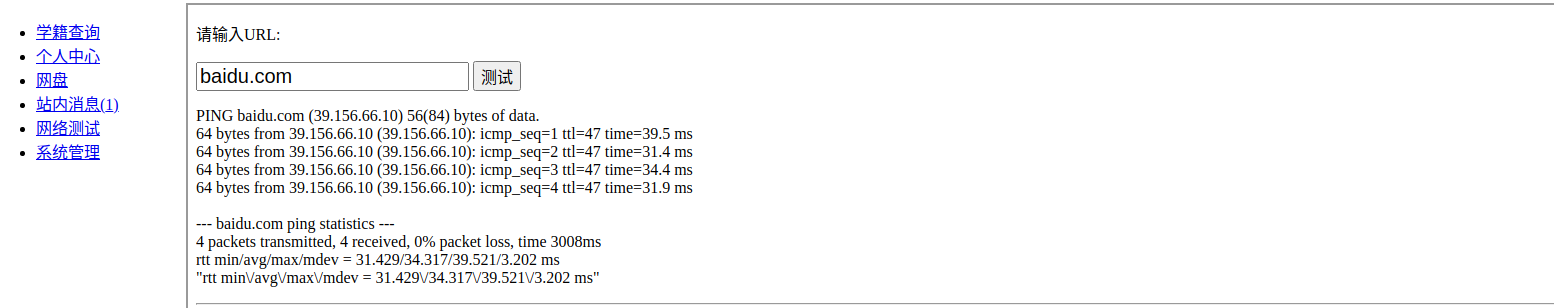 学籍查询
个人中心
网盘
站内消息(1)
网络测试
系统管理
请输入URL:
baidu.com 测试
PING baidu.com (39.156.66.10) 56(84) bytes of data.
64 bytes from 39.156.66.10 (39.156.66.10): icmp_seq=1 ttl=47 time=39.5 ms
64 bytes from 39.156.66.10 (39.156.66.10): icmp_seq=2 ttl=47 time=31.4 ms
64 bytes from 39.156.66.10 (39.156.66.10): icmp_seq=3 ttl=47 time=34.4 ms
64 bytes from 39.156.66.10 (39.156.66.10): icmp_seq=4 ttl=47 time=31.9 ms
--- baidu.com ping statistics ---
4 packets transmitted, 4 received, 0% packet loss, time 3008ms
rtt min/avg/max/mdev = 31.429/34.317/39.521/3.202 ms
"rtt min\/avg\/max\/mdev = 31.429\/34.317\/39.521\/3.202 ms"